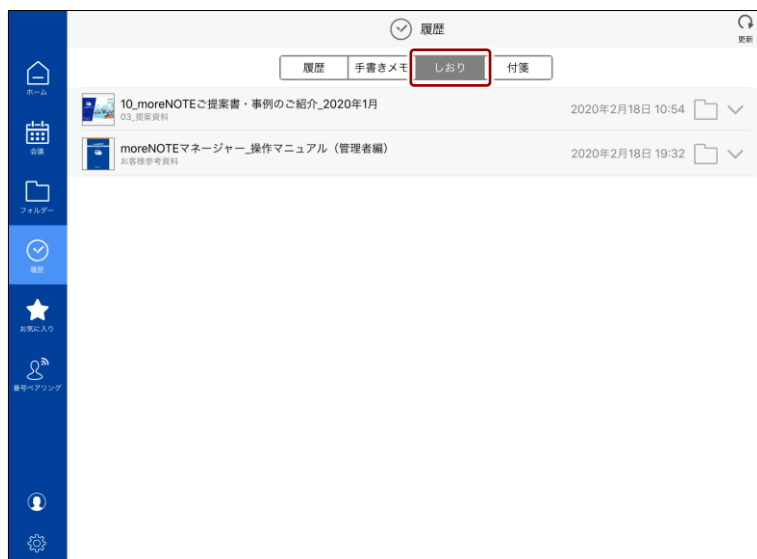 履歴
更新
履歴 手書きメモ しおり 付箋
ホーム
会議
フォルダー
履歴
お気に入り
番号ペアリング
10_moreNOTEご提案書・事例のご紹介_2020年1月
03_提案資料
2020年2月18日 10:54
moreNOTEマネージャー_操作マニュアル（管理者編）
お客様参考資料
2020年2月18日 19:32